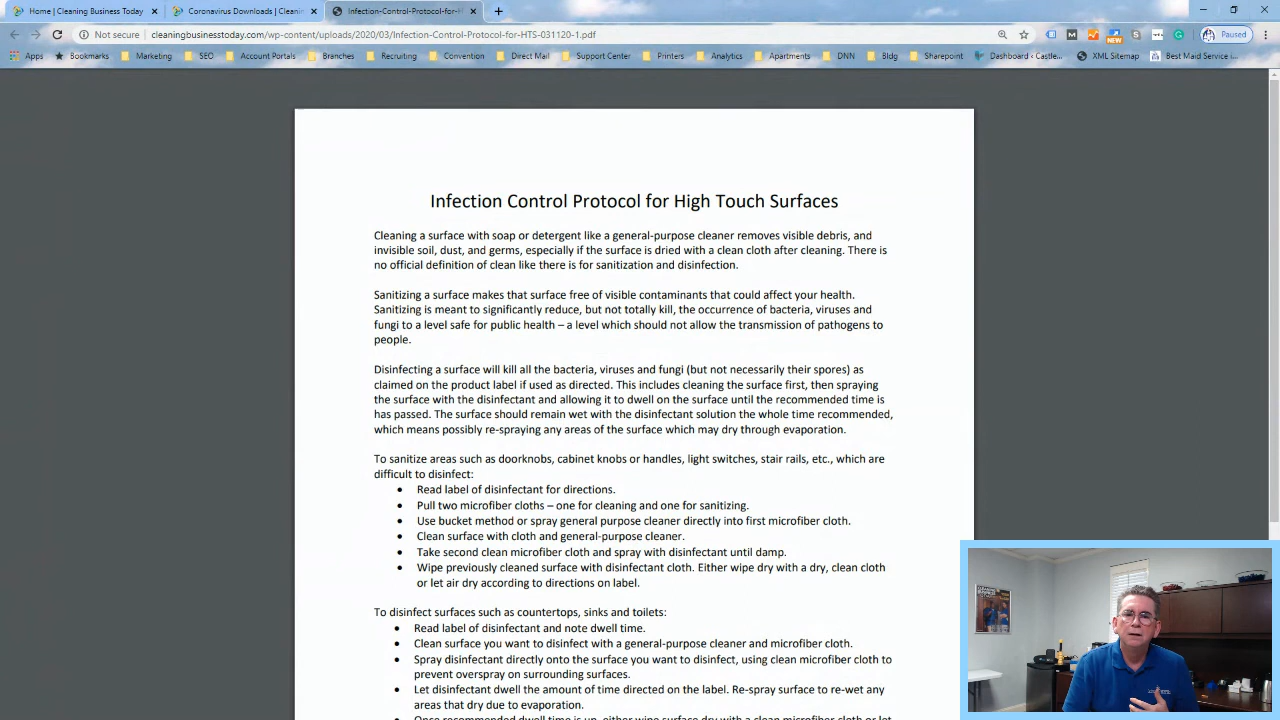 Home | Cleaning Business Today
Coronavirus Downloads | Cleanin
Infection-Control-Protocol-for-H
Not secure | cleaningbusinesstoday.com/wp-content/uploads/2020/03/Infection-Control-Protocol-for-HTS-031120-1.pdf
Paused
NEW
Apps
Bookmarks
Marketing
SEO
Account Portals
Branches
Recruiting
Convention
Direct Mail
Support Center
Printers
Analytics
Apartments
DNN
Bldg
Sharepoint
Dashboard ‹ Castle...
XML Sitemap
Best Maid Service i...
Infection Control Protocol for High Touch Surfaces
Cleaning a surface with soap or detergent like a general-purpose cleaner removes visible debris, and
invisible soil, dust, and germs, especially if the surface is dried with a clean cloth after cleaning. There is
no official definition of clean like there is for sanitization and disinfection.
Sanitizing a surface makes that surface free of visible contaminants that could affect your health.
Sanitizing is meant to significantly reduce, but not totally kill, the occurrence of bacteria, viruses and
fungi to a level safe for public health – a level which should not allow the transmission of pathogens to
people.
Disinfecting a surface will kill all the bacteria, viruses and fungi (but not necessarily their spores) as
claimed on the product label if used as directed. This includes cleaning the surface first, then spraying
the surface with the disinfectant and allowing it to dwell on the surface until the recommended time is
has passed. The surface should remain wet with the disinfectant solution the whole time recommended,
which means possibly re-spraying any areas of the surface which may dry through evaporation.
To sanitize areas such as doorknobs, cabinet knobs or handles, light switches, stair rails, etc., which are
difficult to disinfect:
• Read label of disinfectant for directions.
• Pull two microfiber cloths – one for cleaning and one for sanitizing.
• Use bucket method or spray general purpose cleaner directly into first microfiber cloth.
• Clean surface with cloth and general-purpose cleaner.
• Take second clean microfiber cloth and spray with disinfectant until damp.
• Wipe previously cleaned surface with disinfectant cloth. Either wipe dry with a dry, clean cloth
or let air dry according to directions on label.
To disinfect surfaces such as countertops, sinks and toilets:
• Read label of disinfectant and note dwell time.
• Clean surface you want to disinfect with a general-purpose cleaner and microfiber cloth.
• Spray disinfectant directly onto the surface you want to disinfect, using clean microfiber cloth to
prevent overspray on surrounding surfaces.
• Let disinfectant dwell the amount of time directed on the label. Re-spray surface to re-wet any
areas that dry due to evaporation.
• Once recommended dwell time is up, either wipe surface dry with a clean microfiber cloth or let